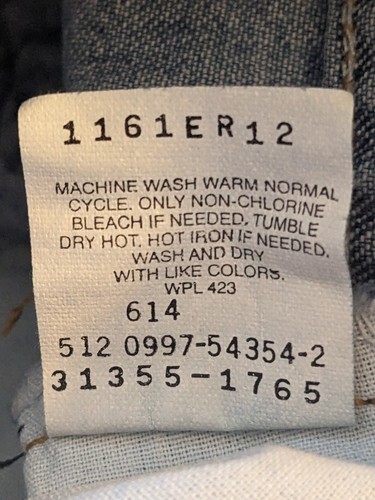 1161ER12
MACHINE WASH WARM NORMAL
CYCLE. ONLY NON-CHLORINE
BLEACH IF NEEDED. TUMBLE
DRY HOT. HOT IRON IF NEEDED.
WASH AND DRY
WITH LIKE COLORS.
WPL 423
614
512 0997-54354-2
31355-1765